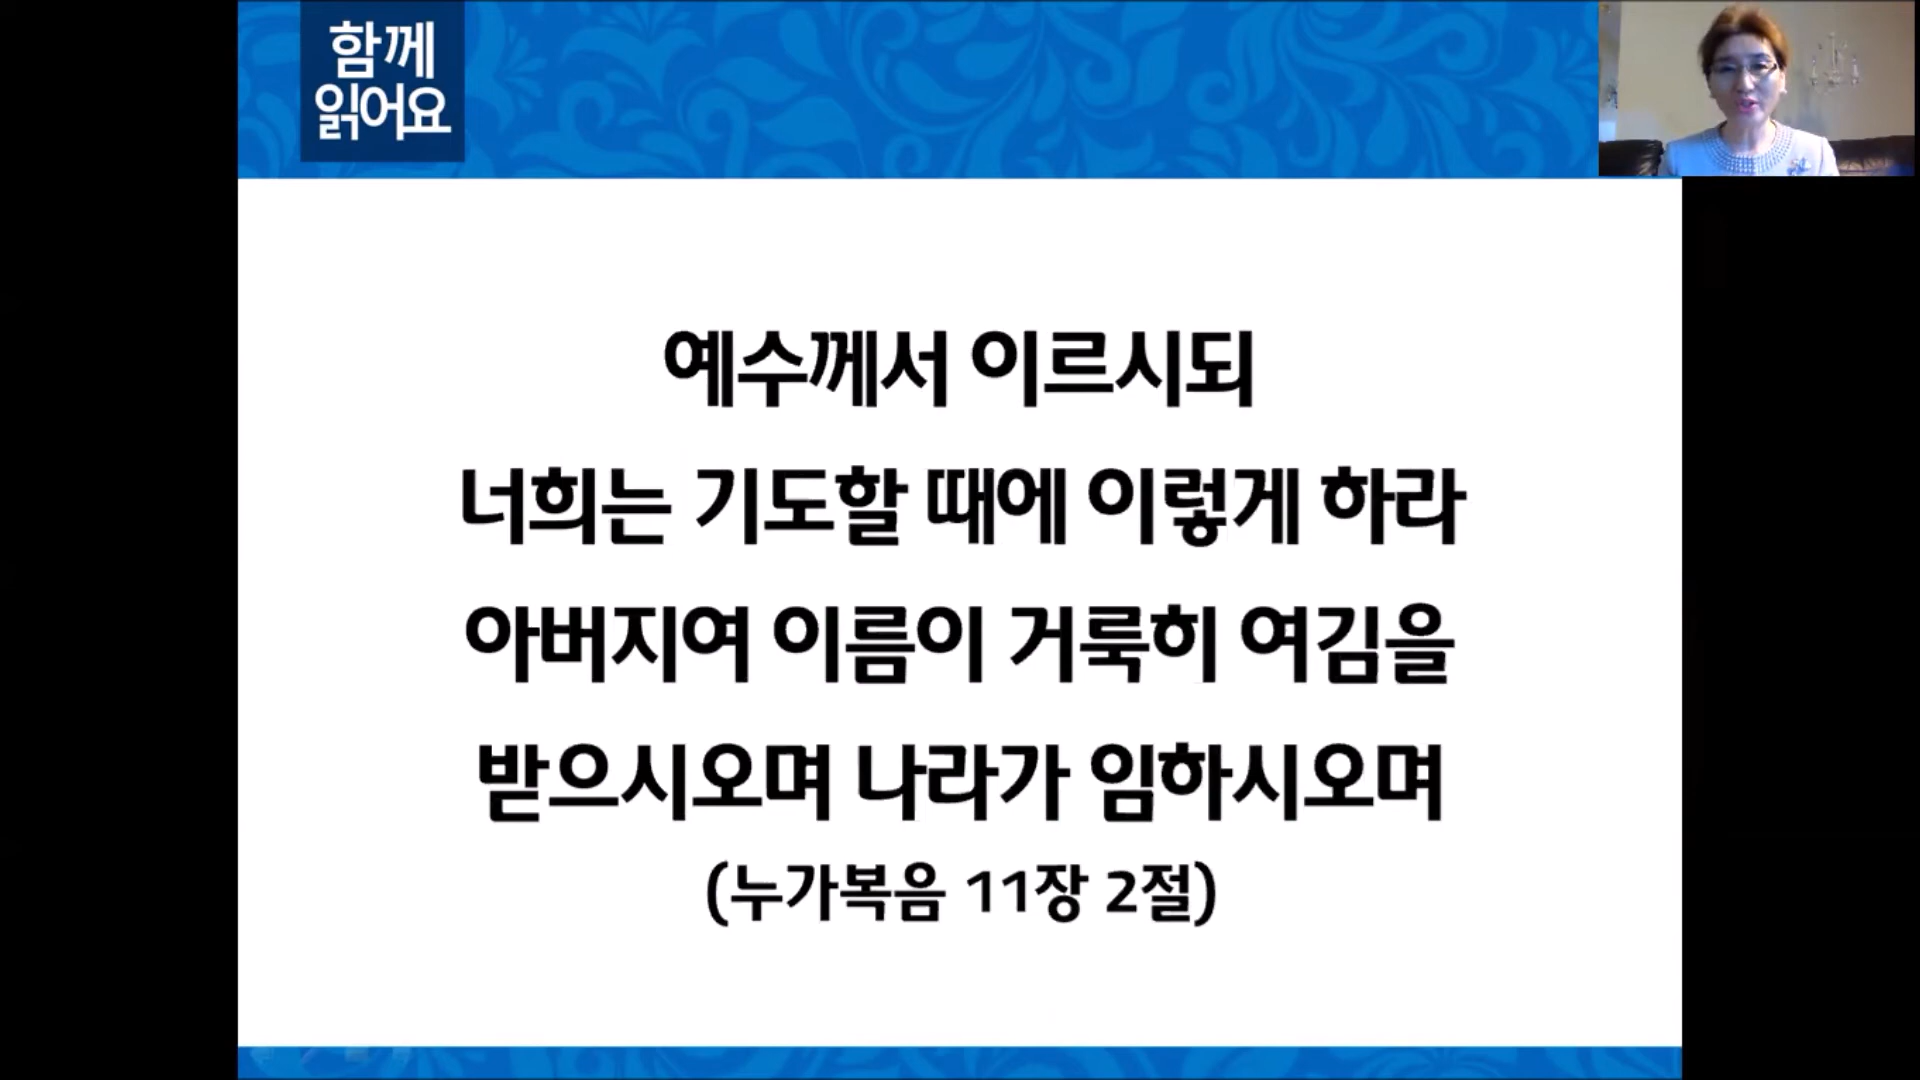 함께
읽어요
예수께서 이르시되
너희는 기도할 때에 이렇게 하라
아버지여 이름이 거룩히 여김을
받으시오며 나라가 임하시오며
(누가복음 11장 2절)